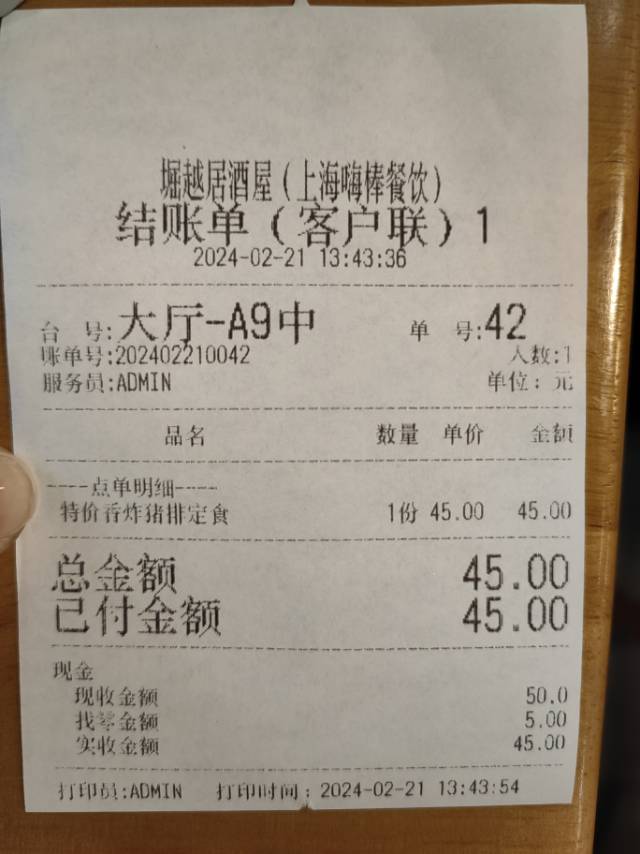 堀越居酒屋(上海嗨棒餐饮)
结账单(客户联)1
2024-02-21 13:43:36
台 号:大厅-A9中 单 号:42
账单号:202402210042 人数:1
服务员:ADMIN 单位: 元
品名 数量 单价 金额
----点单明细----
特价香炸猪排定食 1份 45.00 45.00
总金额 45.00
已付金额 45.00
现金
现收金额 50.0
找零金额 5.00
实收金额 45.00
打印员:ADMIN 打印时间:2024-02-21 13:43:54